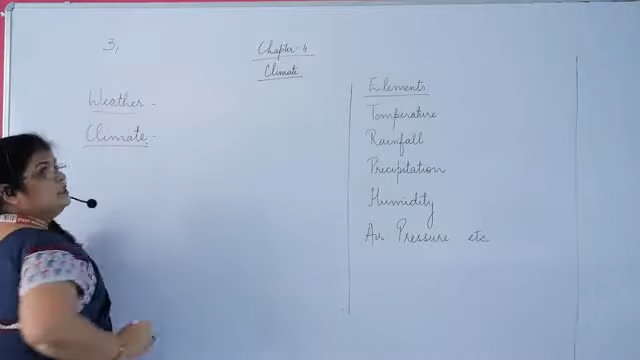 3,
Chapter-4
Climate
Weather -
Climate -
Elements
Temperature
Rainfall
Precipitation
Humidity
Air Pressure etc